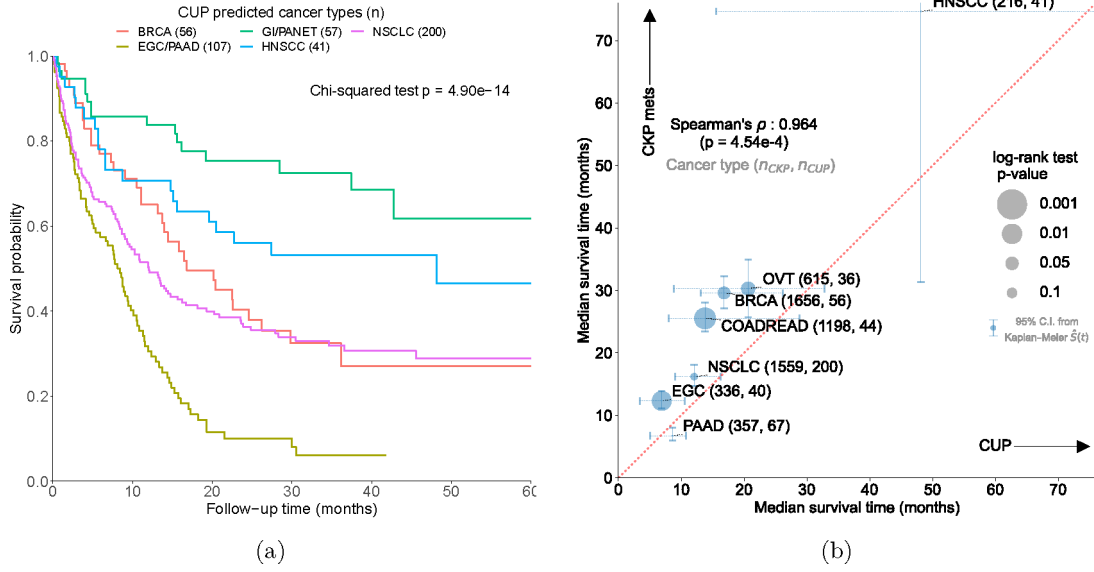 CUP predicted cancer types (n)
BRCA (56) GI/PANET (57) NSCLC (200)
EGC/PAAD (107) HNSCC (41)
Chi-squared test p = 4.90e−14
Survival probability
1.0
0.8
0.6
0.4
0.2
0.0
0 10 20 30 40 50 60
Follow−up time (months)
(a)
HNSCC (216, 41)
CKP mets
Spearman's ρ : 0.964
(p = 4.54e-4)
Cancer type (nCKP, nCUP)
log-rank test
p-value
0.001
0.01
0.05
0.1
95% C.I. from
Kaplan–Meier Ŝ(t)
OVT (615, 36)
BRCA (1656, 56)
COADREAD (1198, 44)
NSCLC (1559, 200)
EGC (336, 40)
PAAD (357, 67)
CUP
Median survival time (months)
70
60
50
40
30
20
10
0
0 10 20 30 40 50 60 70
Median survival time (months)
(b)